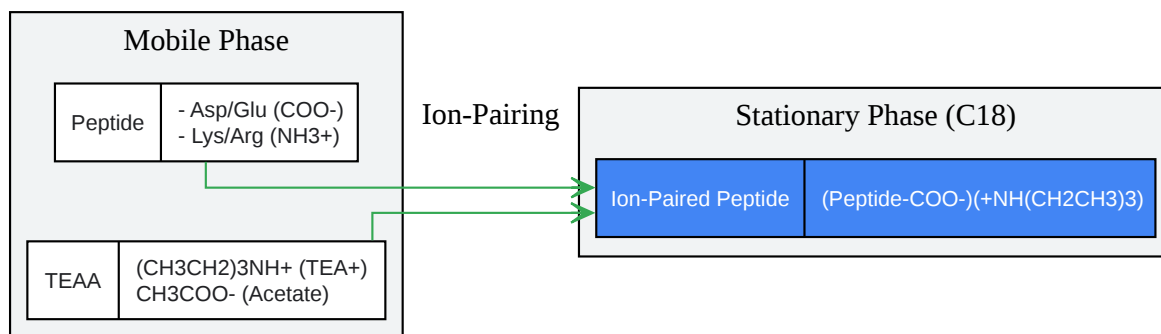 Mobile Phase
Peptide
- Asp/Glu (COO-)
- Lys/Arg (NH3+)
TEAA
(CH3CH2)3NH+ (TEA+)
CH3COO- (Acetate)
Ion-Pairing
Stationary Phase (C18)
Ion-Paired Peptide
(Peptide-COO-)(+NH(CH2CH3)3)